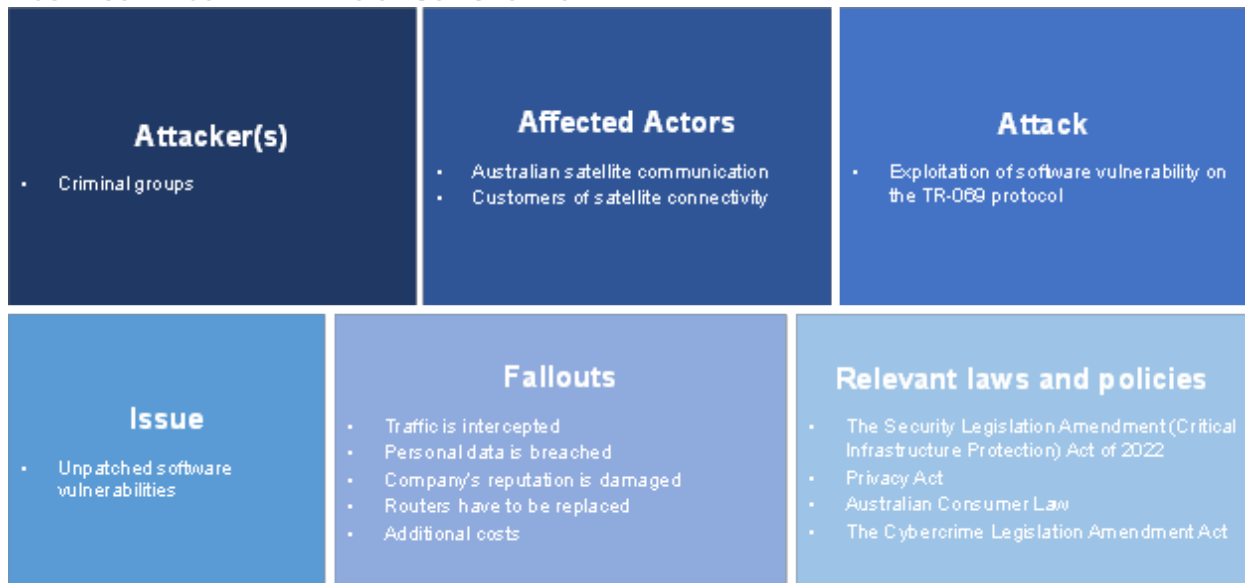 Attacker(s)
• Criminal groups
Affected Actors
• Australian satellite communication
• Customers of satellite connectivity
Attack
• Exploitation of software vulnerability on
the TR-069 protocol
Issue
• Unpatched software
vulnerabilities
Fallouts
• Traffic is intercepted
• Personal data is breached
• Company's reputation is damaged
• Routers have to be replaced
• Additional costs
Relevant laws and policies
• The Security Legislation Amendment (Critical
Infrastructure Protection) Act of 2022
• Privacy Act
• Australian Consumer Law
• The Cybercrime Legislation Amendment Act